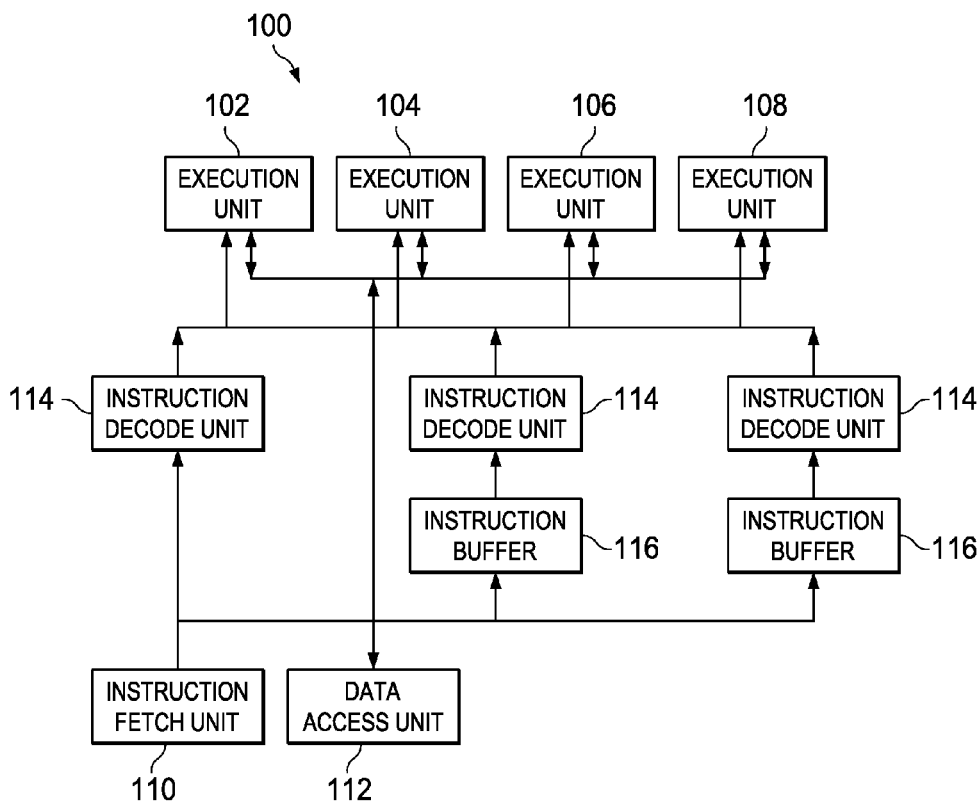 100
102
104
106
108
EXECUTION
UNIT
EXECUTION
UNIT
EXECUTION
UNIT
EXECUTION
UNIT
114
INSTRUCTION
DECODE UNIT
INSTRUCTION
DECODE UNIT
114
INSTRUCTION
DECODE UNIT
114
INSTRUCTION
BUFFER
116
INSTRUCTION
BUFFER
116
INSTRUCTION
FETCH UNIT
DATA
ACCESS UNIT
110
112